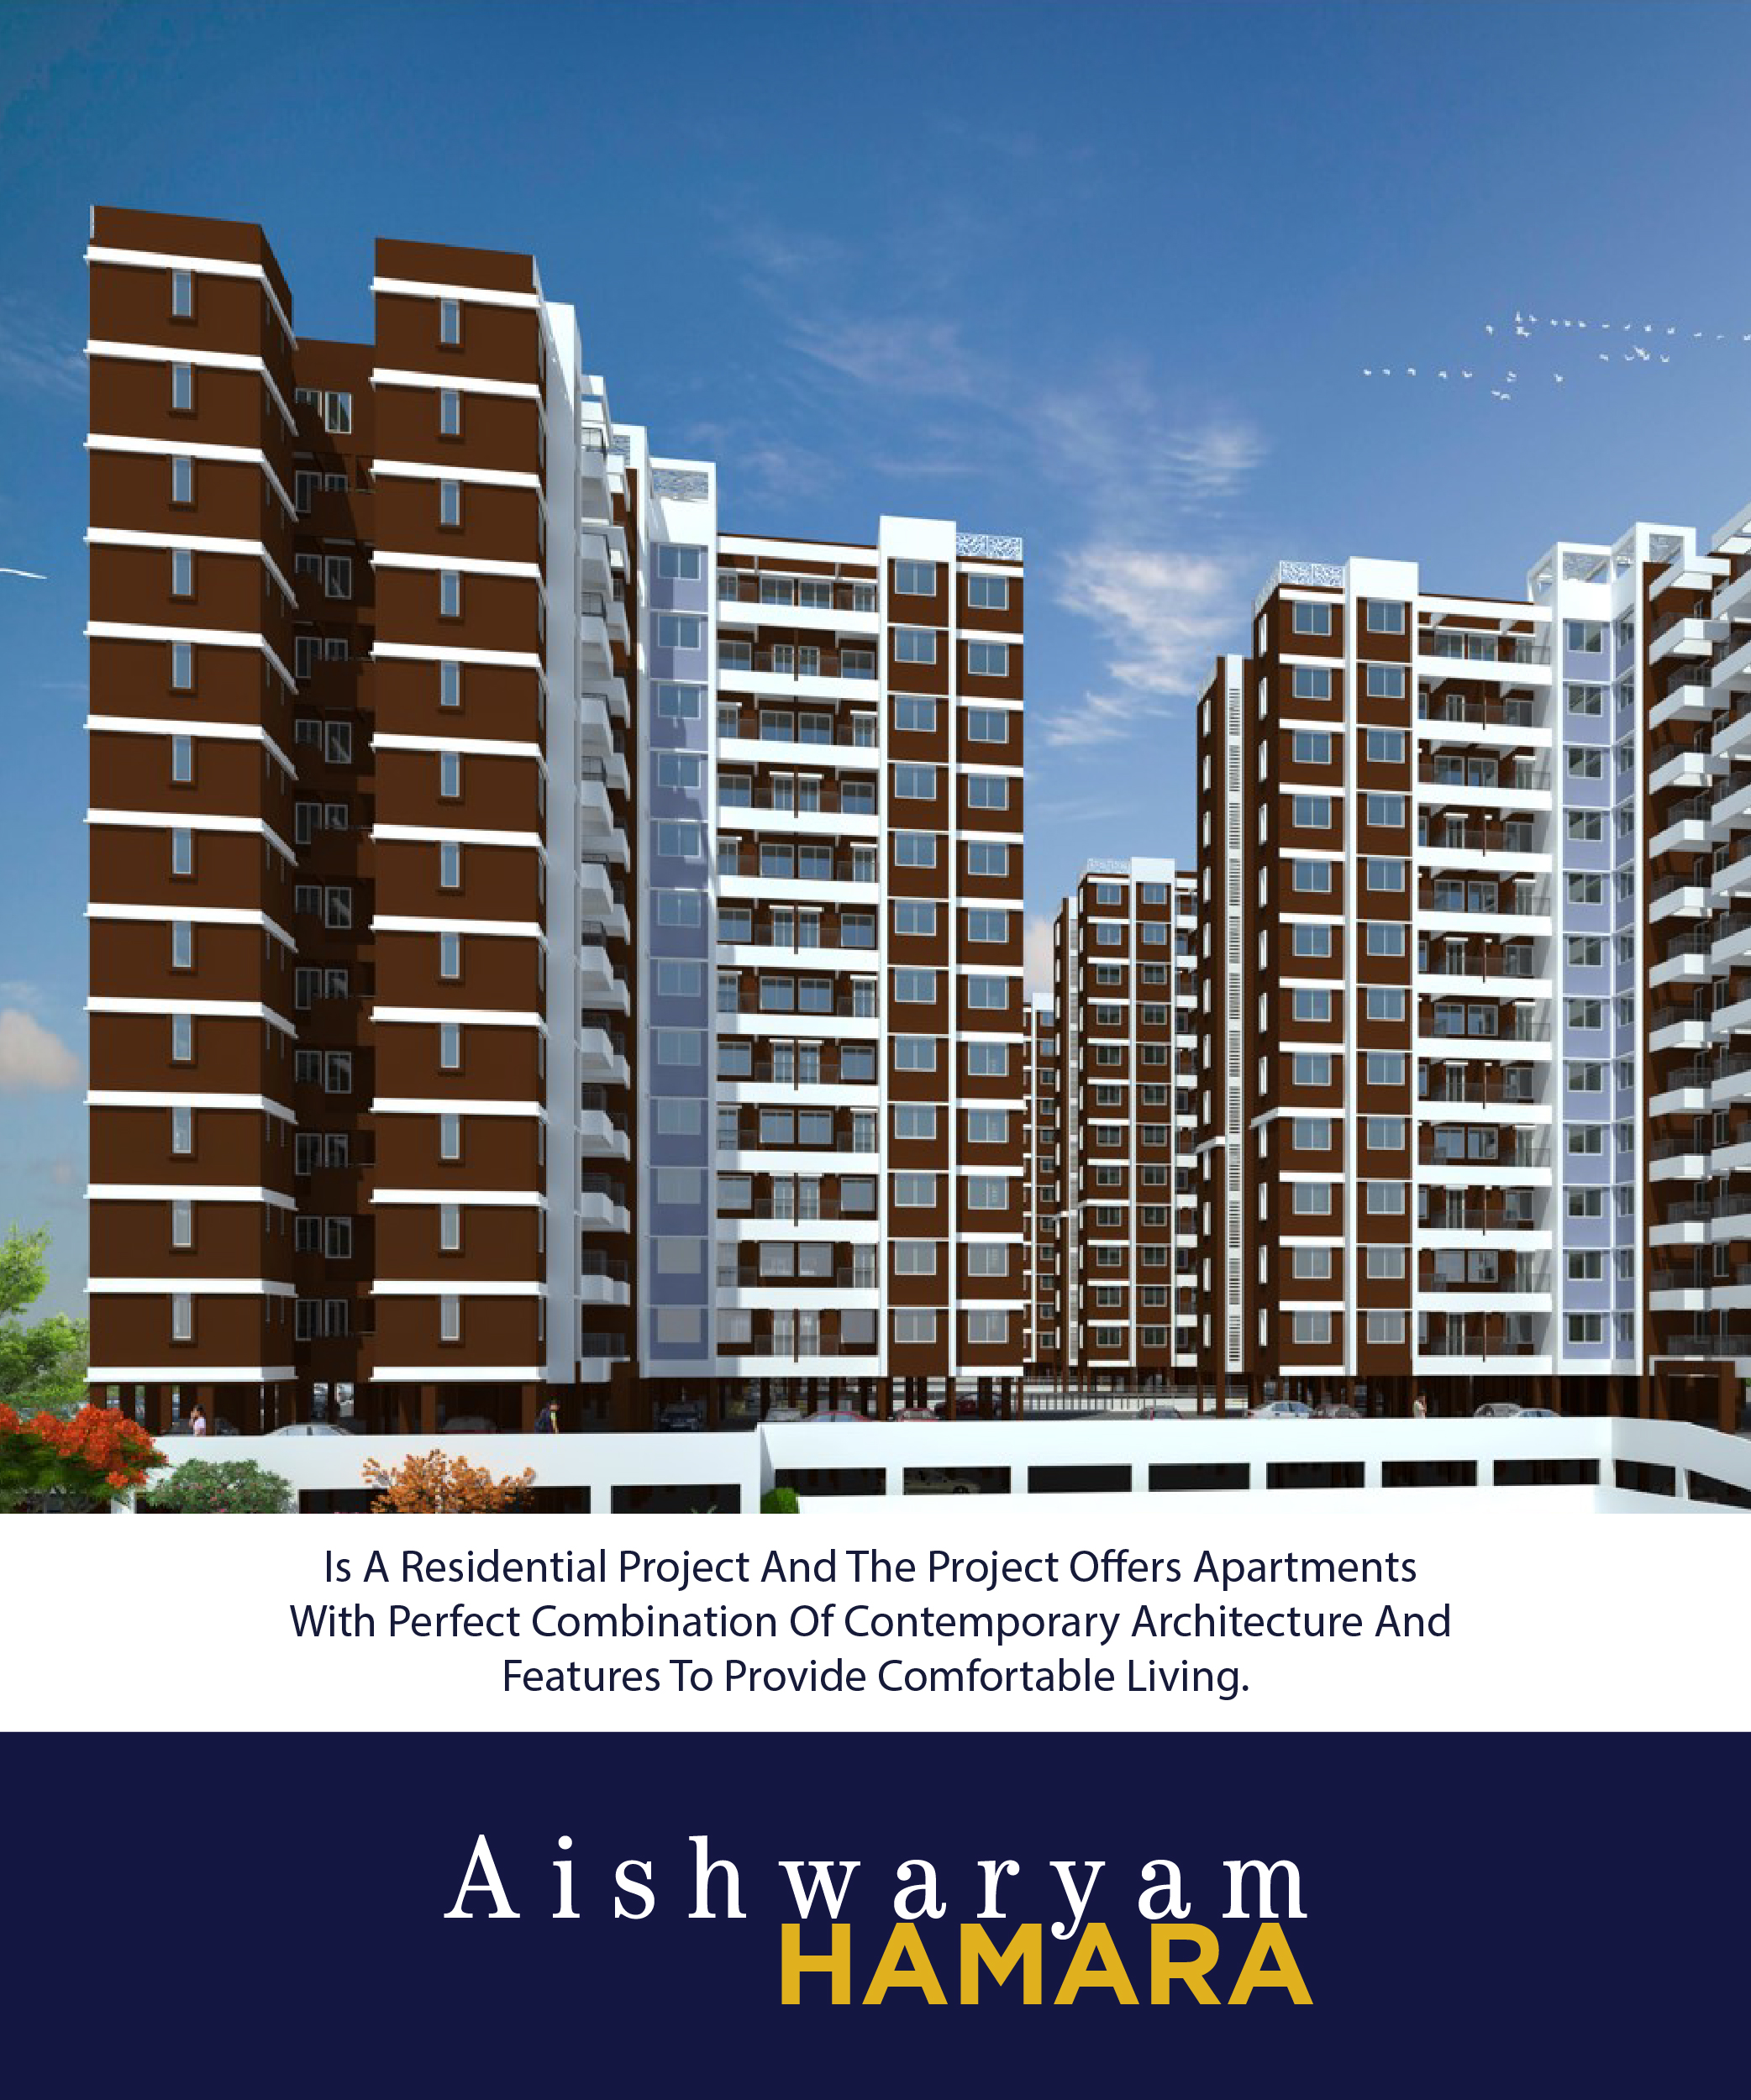 Is A Residential Project And The Project Offers Apartments
With Perfect Combination Of Contemporary Architecture And
Features To Provide Comfortable Living.
Aishwaryam
HAMARA